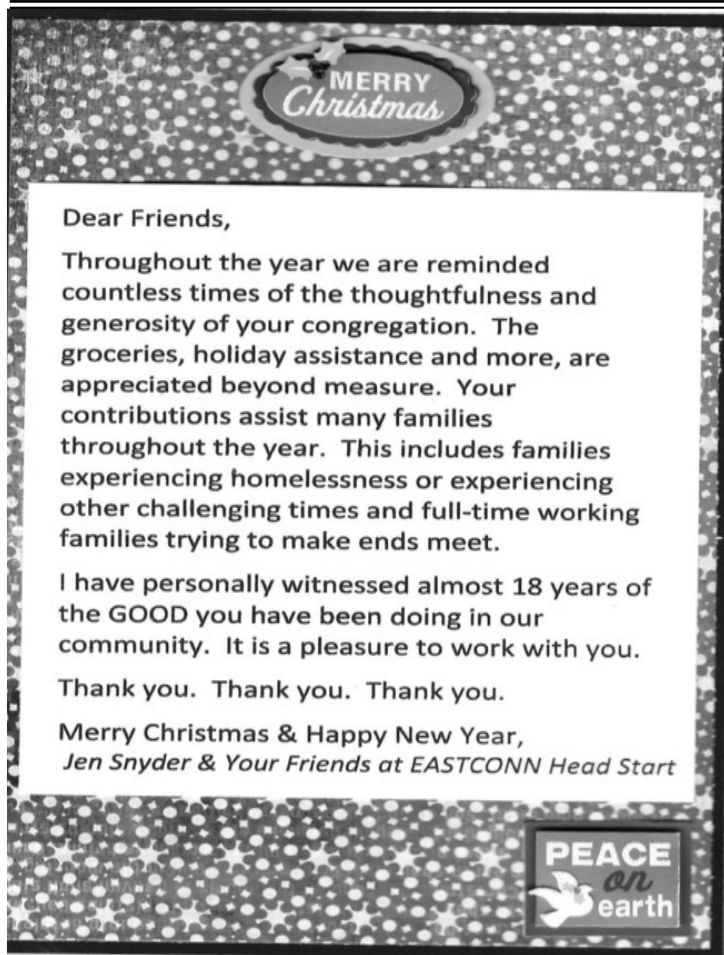 MERRY
Christmas
Dear Friends,
Throughout the year we are reminded
countless times of the thoughtfulness and
generosity of your congregation.  The
groceries, holiday assistance and more, are
appreciated beyond measure.  Your
contributions assist many families
throughout the year.  This includes families
experiencing homelessness or experiencing
other challenging times and full-time working
families trying to make ends meet.
I have personally witnessed almost 18 years of
the GOOD you have been doing in our
community.  It is a pleasure to work with you.
Thank you.  Thank you.  Thank you.
Merry Christmas & Happy New Year,
Jen Snyder & Your Friends at EASTCONN Head Start
PEACE
on
earth